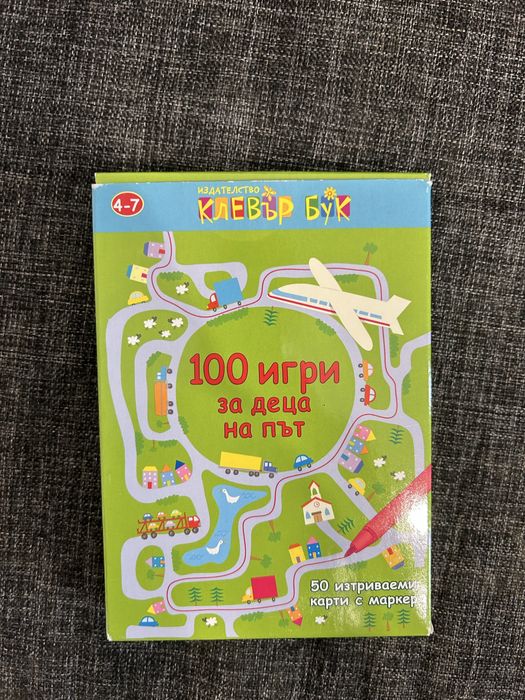 ИЗДАТЕЛСТВО
КЛЕВЪР БУК
4-7
100 игри
за деца
на път
50 изтриваеми
карти с маркер